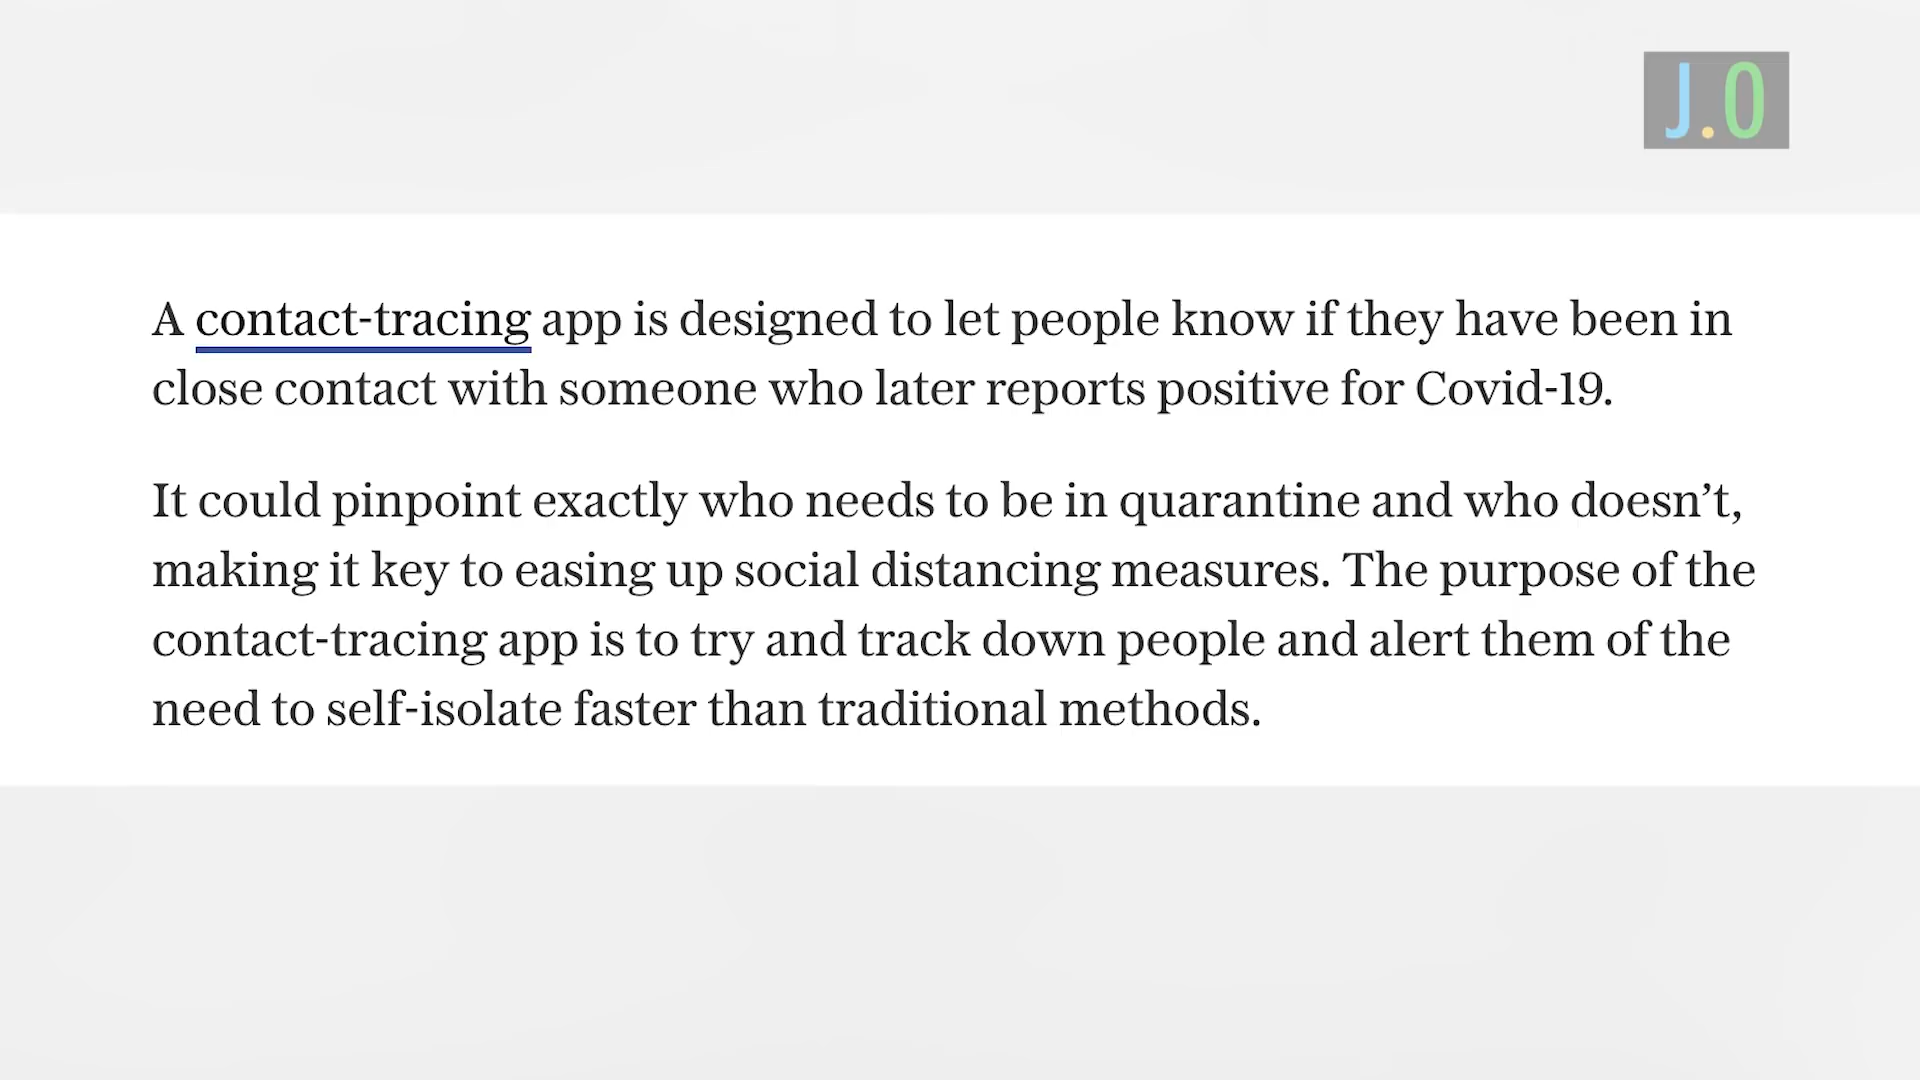 J.O
A contact-tracing app is designed to let people know if they have been in
close contact with someone who later reports positive for Covid-19.
It could pinpoint exactly who needs to be in quarantine and who doesn’t,
making it key to easing up social distancing measures. The purpose of the
contact-tracing app is to try and track down people and alert them of the
need to self-isolate faster than traditional methods.